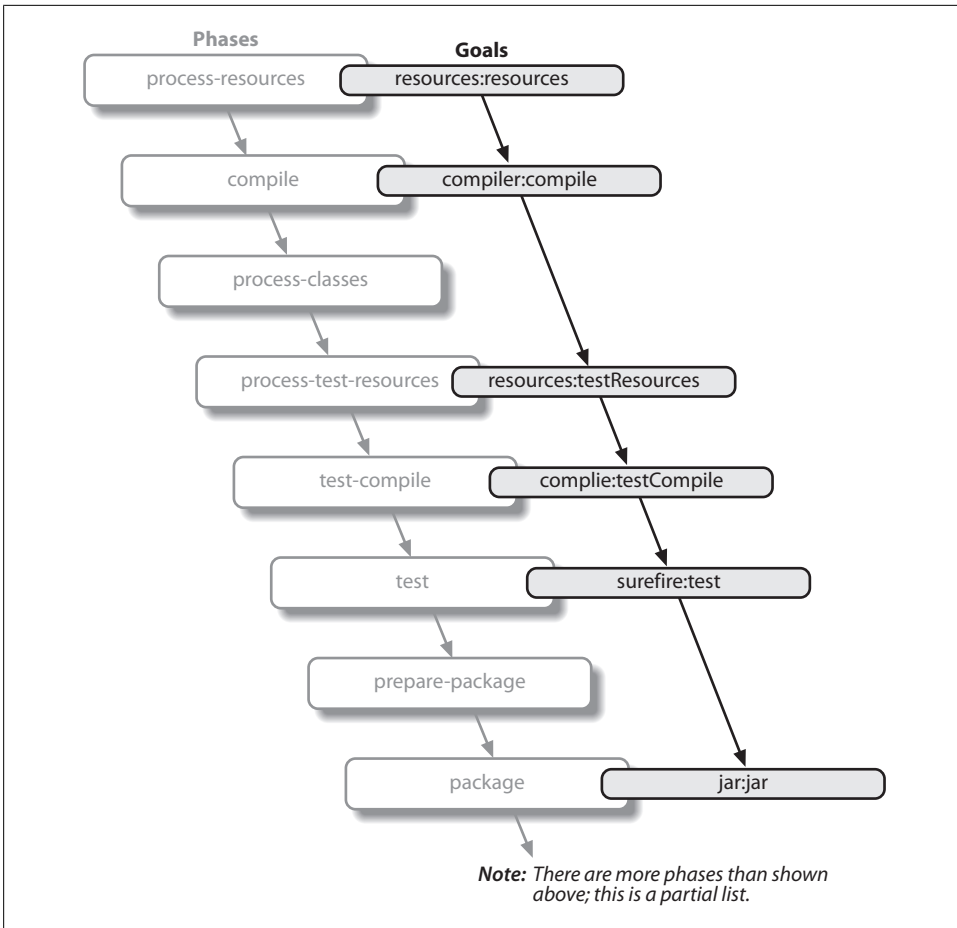 Phases
Goals
process-resources
resources:resources
compile
compiler:compile
process-classes
process-test-resources
resources:testResources
test-compile
complie:testCompile
test
surefire:test
prepare-package
package
jar:jar
Note: There are more phases than shown
above; this is a partial list.